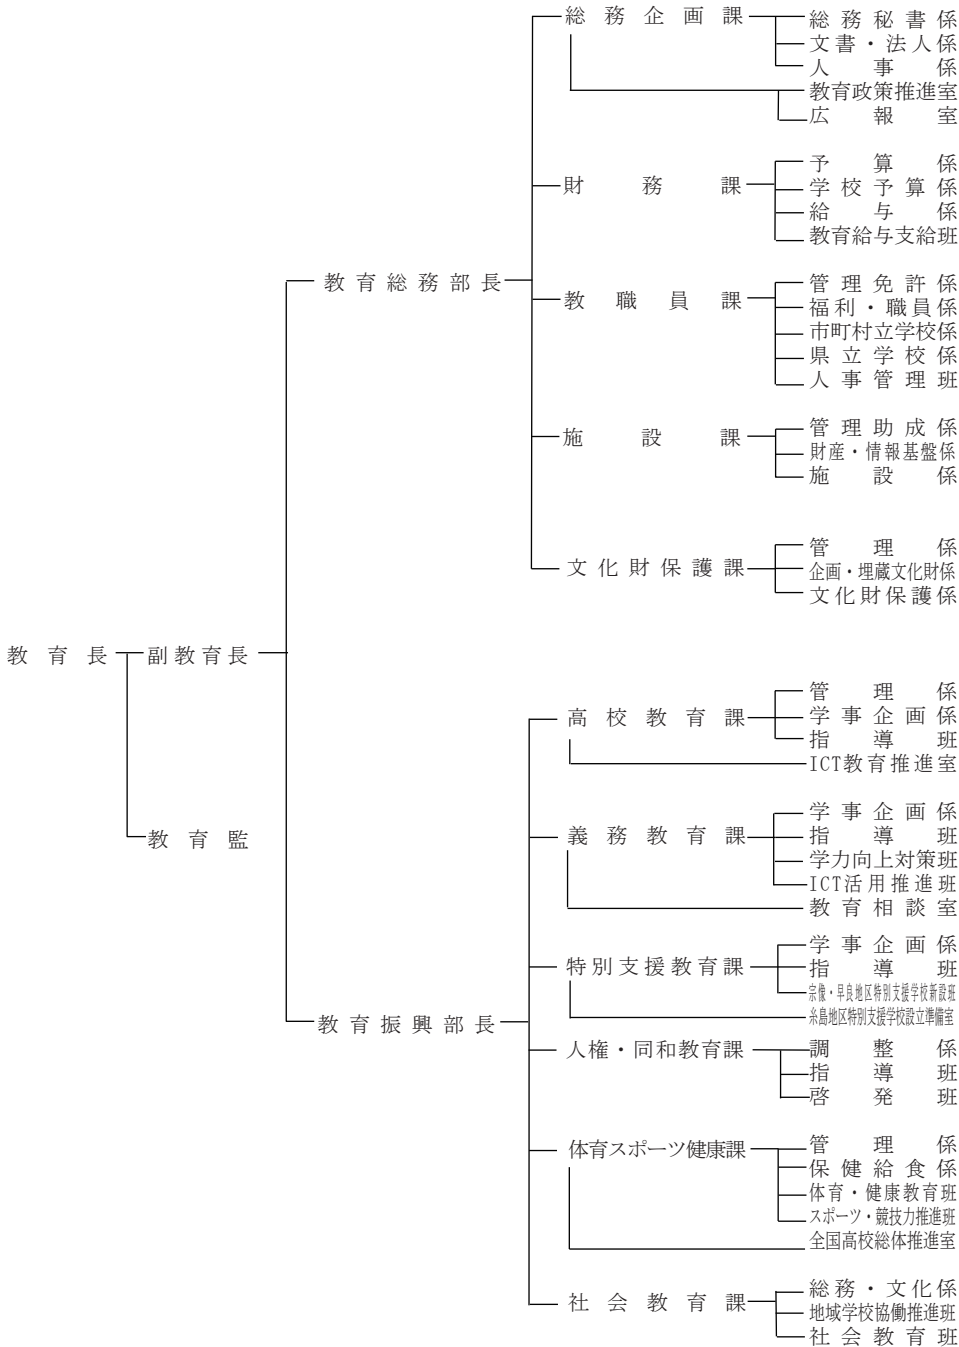 教育長
副教育長
教育監
教育総務部長
総務企画課
総務秘書係
文書・法人係
人事係
教育政策推進室
広報室
財務課
予算係
学校予算係
給与係
教育給与支給班
教職員課
管理免許係
福利・職員係
市町村立学校係
県立学校係
人事管理班
施設課
管理助成係
財産・情報基盤係
施設係
文化財保護課
管理係
企画・埋蔵文化財係
文化財保護係
教育振興部長
高校教育課
管理係
学事企画係
指導班
ICT教育推進室
義務教育課
学事企画係
指導班
学力向上対策班
ICT活用推進班
教育相談室
特別支援教育課
学事企画係
指導班
宗像・早良地区特別支援学校新設班
糸島地区特別支援学校設立準備室
人権・同和教育課
調整係
指導班
啓発班
体育スポーツ健康課
管理係
保健給食係
体育・健康教育班
スポーツ・競技力推進班
全国高校総体推進室
社会教育課
総務・文化係
地域学校協働推進班
社会教育班